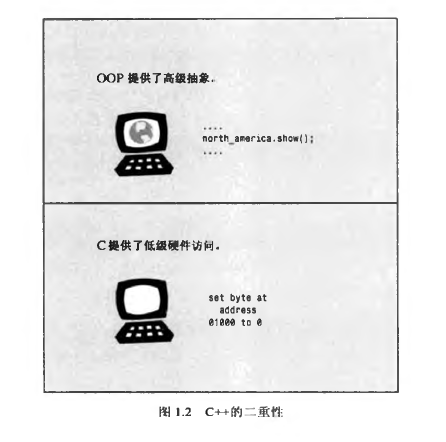 OOP 提供了高级抽象。
....
north_america.show();
....
C提供了低级硬件访问。
set byte at
address
01000 to 0
图 1.2 C++的二重性